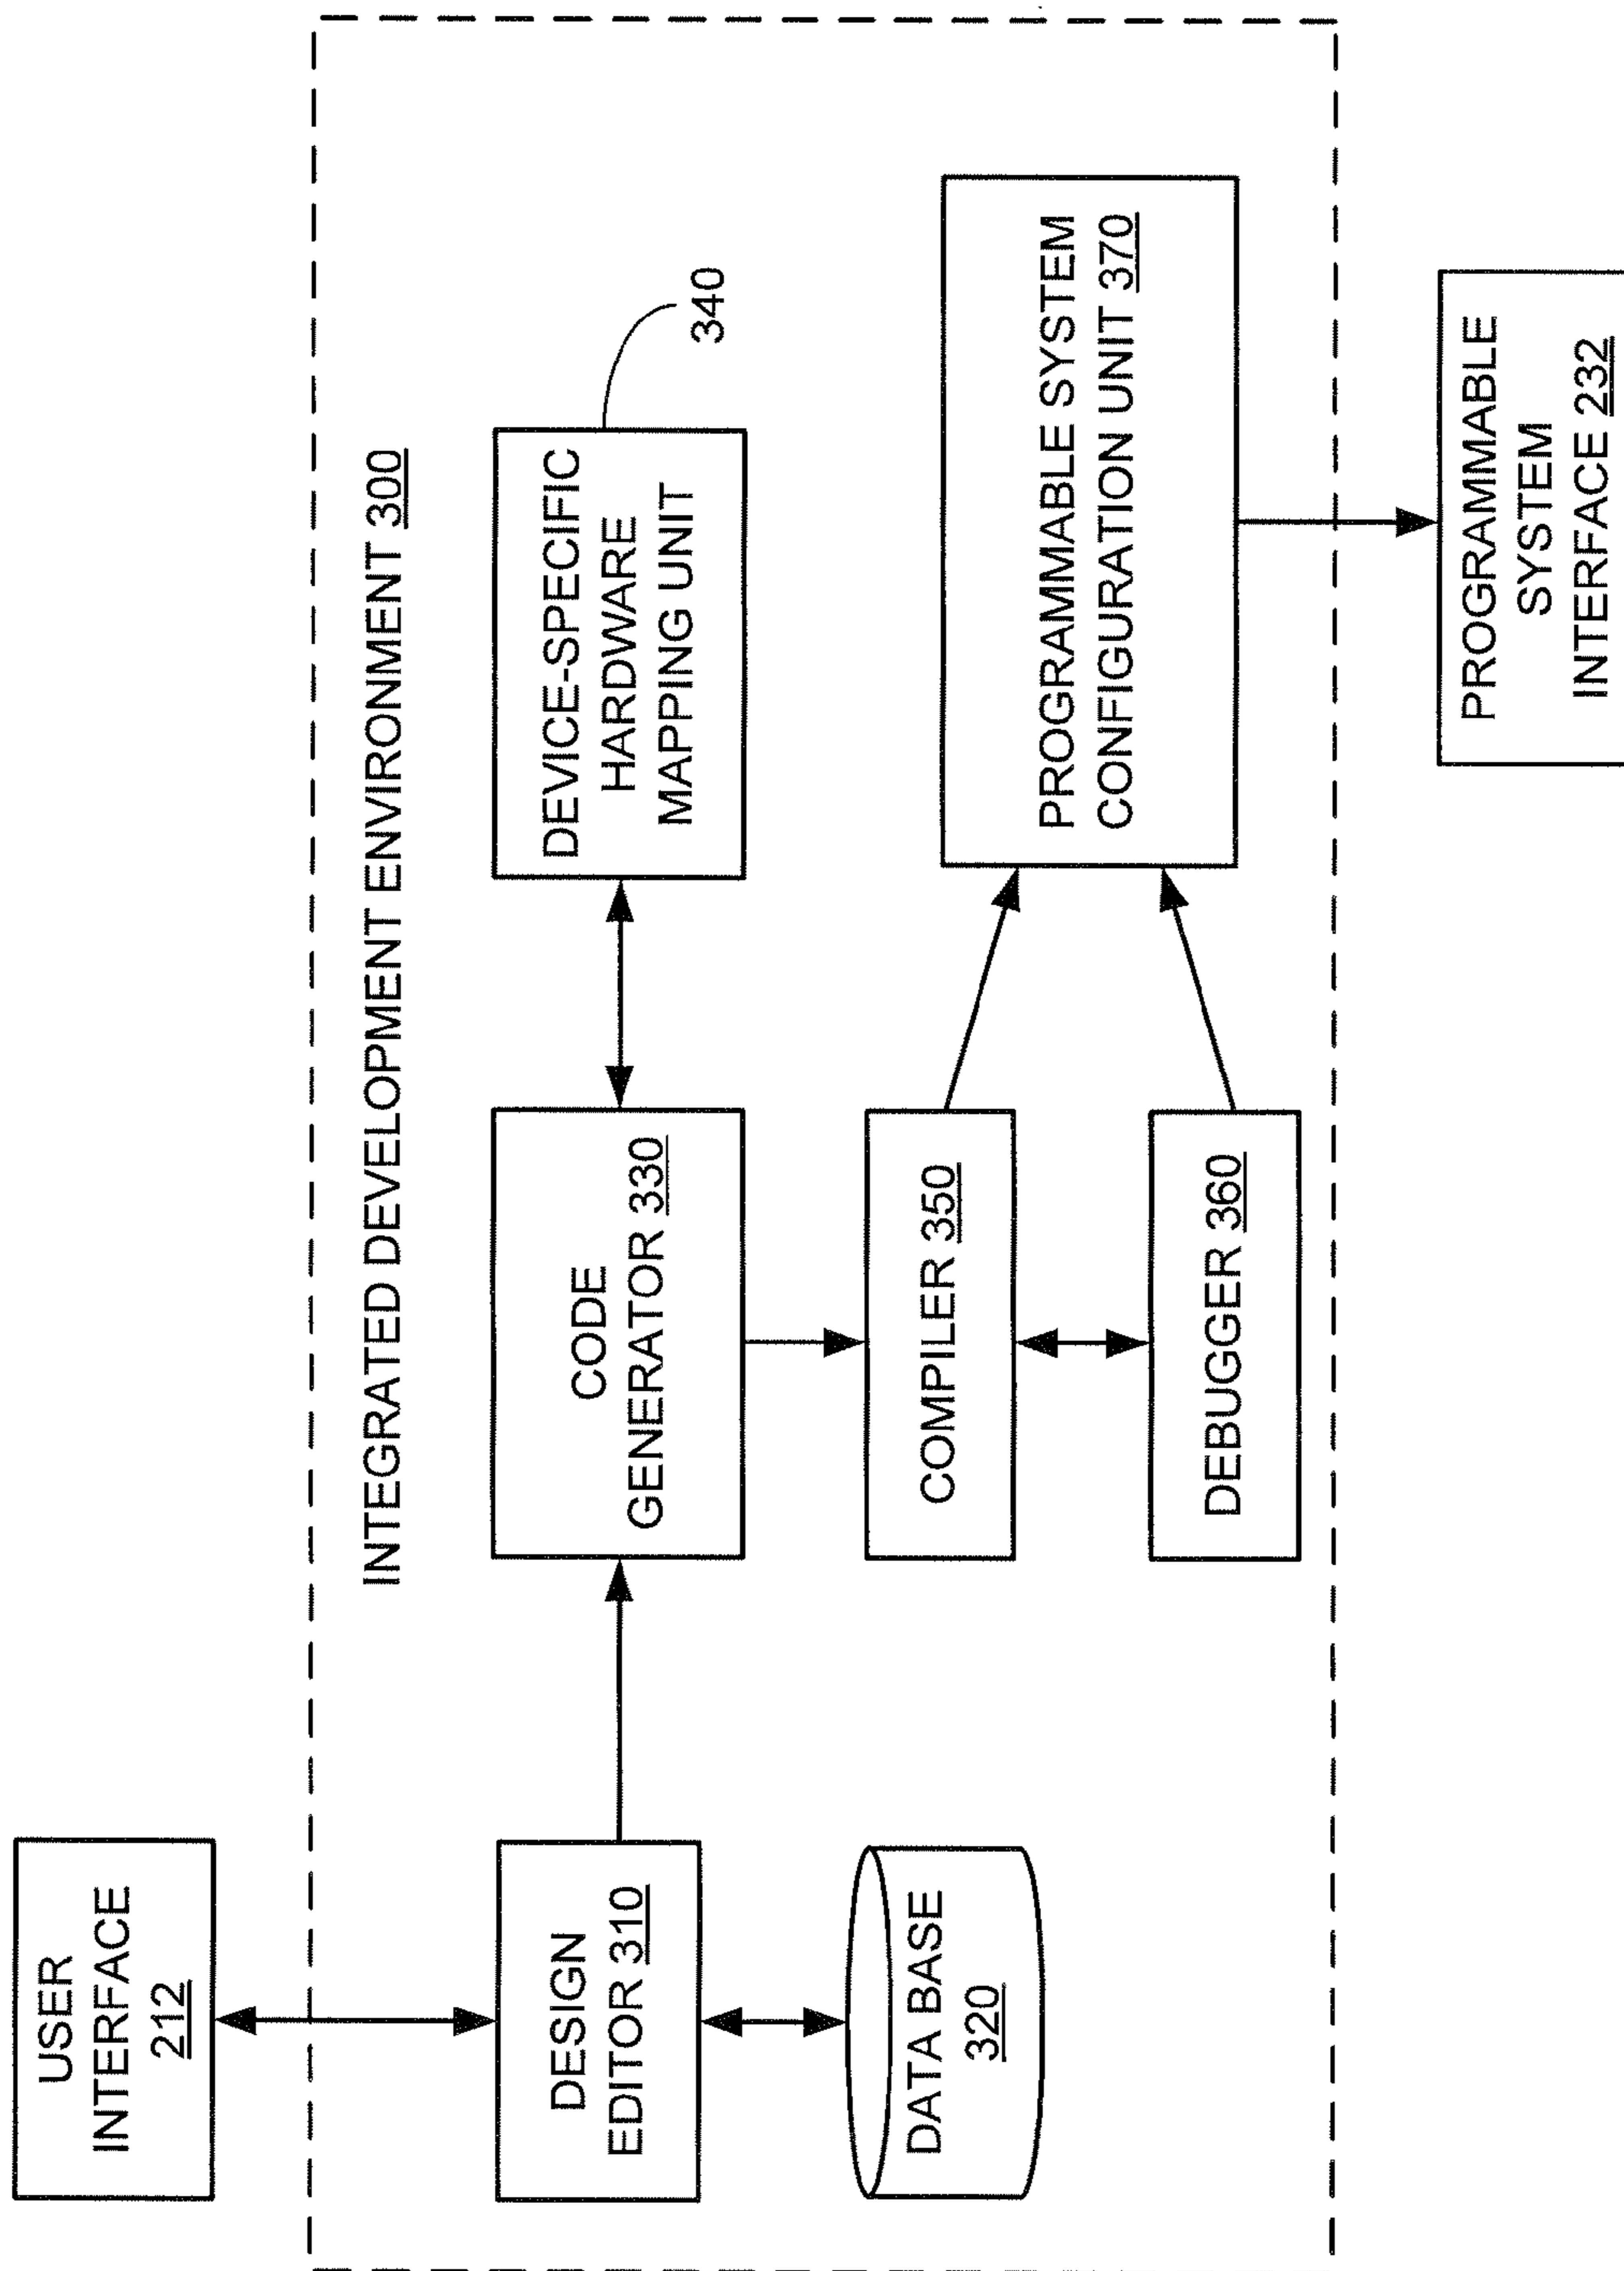 USER
INTERFACE
212
INTEGRATED DEVELOPMENT ENVIRONMENT 300
DESIGN
EDITOR 310
CODE
GENERATOR 330
DEVICE-SPECIFIC
HARDWARE
MAPPING UNIT
340
DATA BASE
320
COMPILER 350
DEBUGGER 360
PROGRAMMABLE SYSTEM
CONFIGURATION UNIT 370
PROGRAMMABLE
SYSTEM
INTERFACE 232